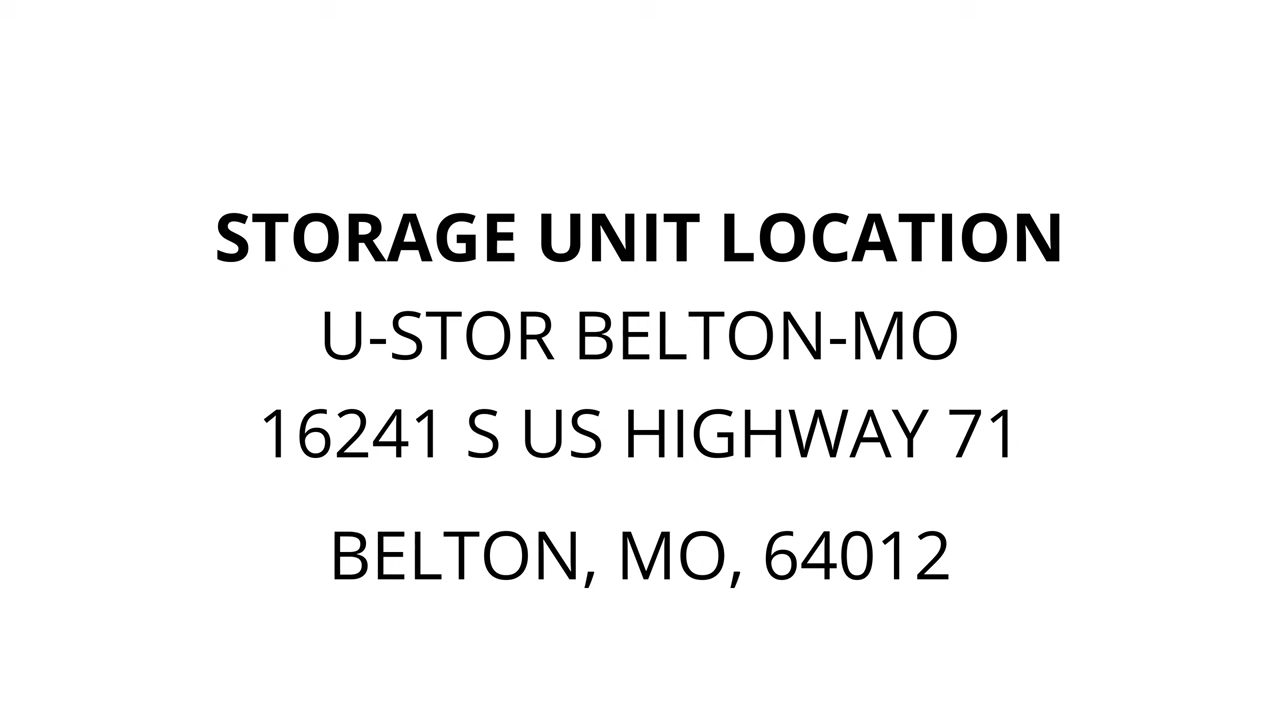 STORAGE UNIT LOCATION
U-STOR BELTON-MO
16241 S US HIGHWAY 71
BELTON, MO, 64012